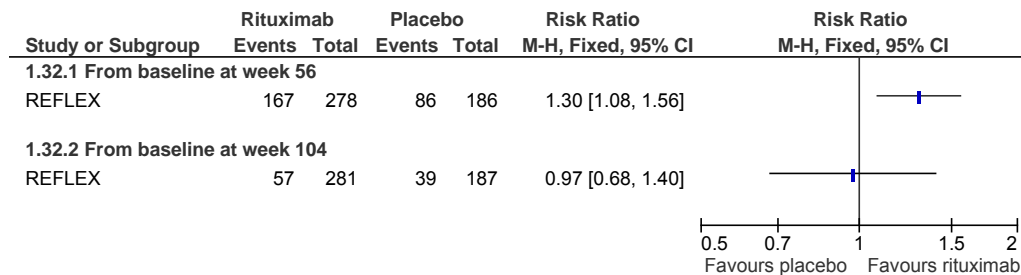 Rituximab Placebo Risk Ratio Risk Ratio
Study or Subgroup Events Total Events Total M-H, Fixed, 95% CI M-H, Fixed, 95% CI
1.32.1 From baseline at week 56
REFLEX 167 278 86 186 1.30 [1.08, 1.56]
1.32.2 From baseline at week 104
REFLEX 57 281 39 187 0.97 [0.68, 1.40]
0.5 0.7 1 1.5 2
Favours placebo Favours rituximab